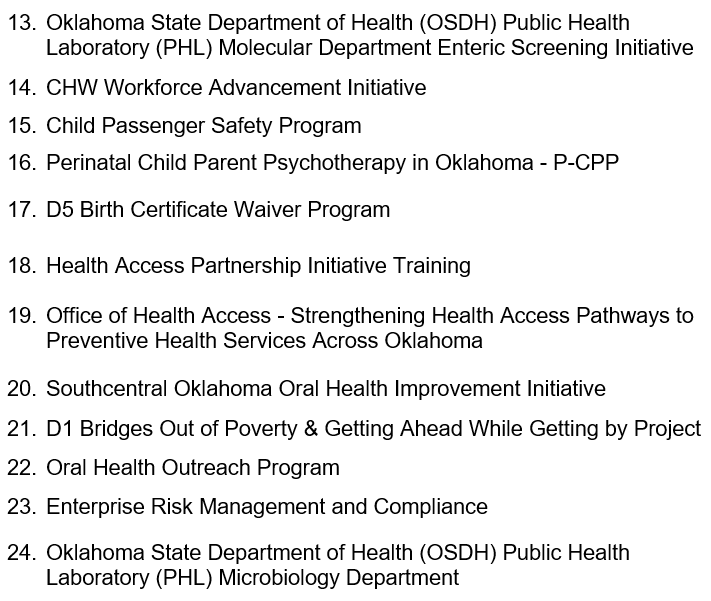 13. Oklahoma State Department of Health (OSDH) Public Health
Laboratory (PHL) Molecular Department Enteric Screening Initiative
14. CHW Workforce Advancement Initiative
15. Child Passenger Safety Program
16. Perinatal Child Parent Psychotherapy in Oklahoma - P-CPP
17. D5 Birth Certificate Waiver Program
18. Health Access Partnership Initiative Training
19. Office of Health Access - Strengthening Health Access Pathways to
Preventive Health Services Across Oklahoma
20. Southcentral Oklahoma Oral Health Improvement Initiative
21. D1 Bridges Out of Poverty & Getting Ahead While Getting by Project
22. Oral Health Outreach Program
23. Enterprise Risk Management and Compliance
24. Oklahoma State Department of Health (OSDH) Public Health
Laboratory (PHL) Microbiology Department